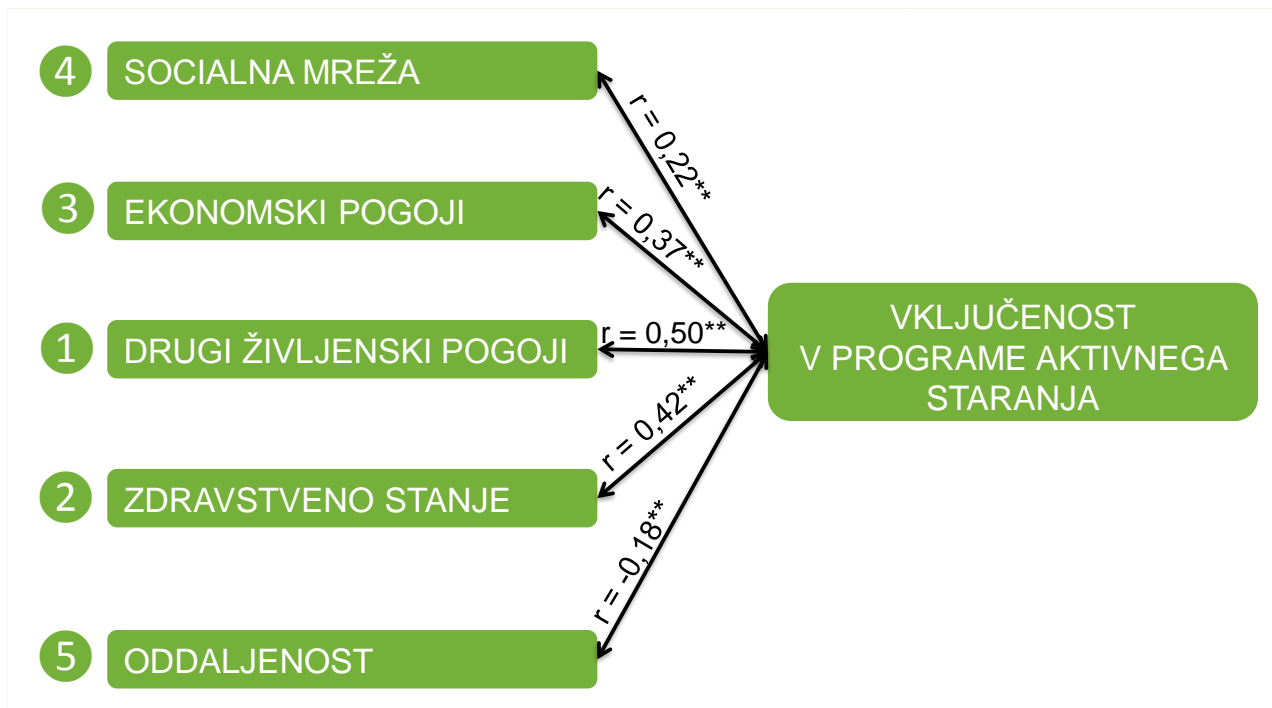 4 SOCIALNA MREŽA
r = 0,22**
3 EKONOMSKI POGOJI
r = 0,37**
1 DRUGI ŽIVLJENSKI POGOJI
r = 0,50**
2 ZDRAVSTVENO STANJE
r = 0,42**
5 ODDALJENOST
r = -0,18**
VKLJUČENOST
V PROGRAME AKTIVNEGA
STARANJA